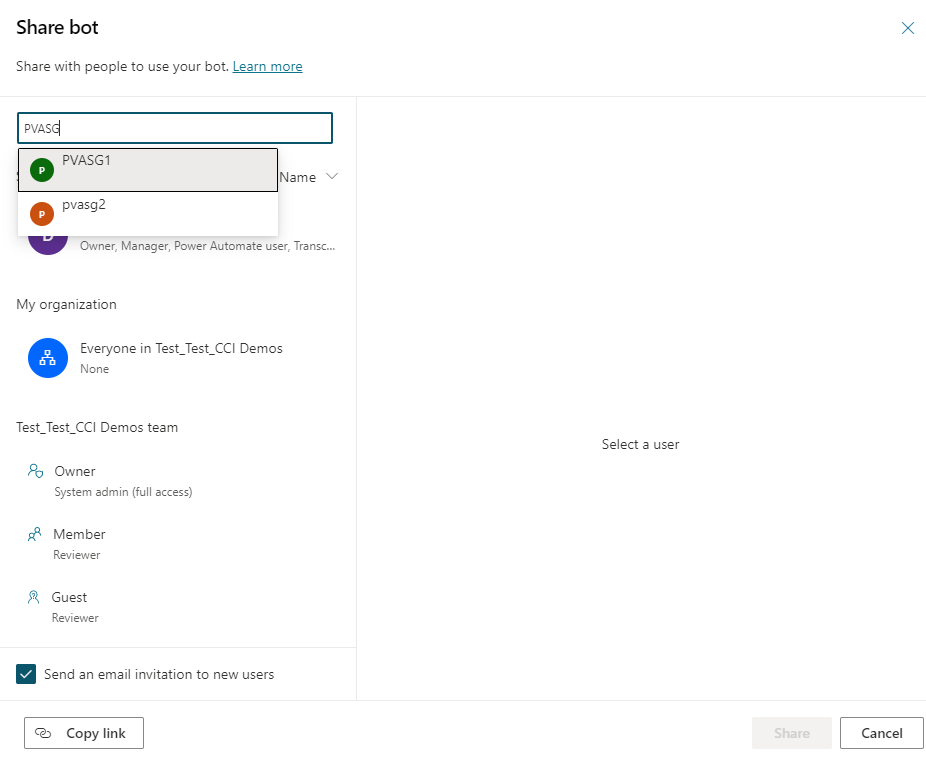 Share bot
Share with people to use your bot. Learn more
PVASG
P PVASG1
Name
P pvasg2
Owner, Manager, Power Automate user, Transc...
My organization
Everyone in Test_Test_CCI Demos
None
Test_Test_CCI Demos team
Select a user
Owner
System admin (full access)
Member
Reviewer
Guest
Reviewer
Send an email invitation to new users
Copy link
Share
Cancel